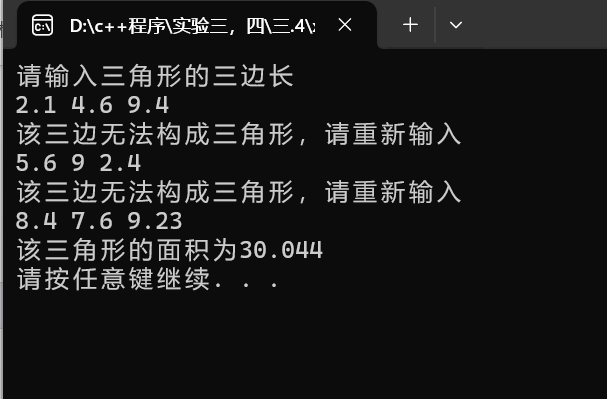 D:\c++程序\实验三，四\三.4\
请输入三角形的三边长
2.1 4.6 9.4
该三边无法构成三角形，请重新输入
5.6 9 2.4
该三边无法构成三角形，请重新输入
8.4 7.6 9.23
该三角形的面积为30.044
请按任意键继续. . .